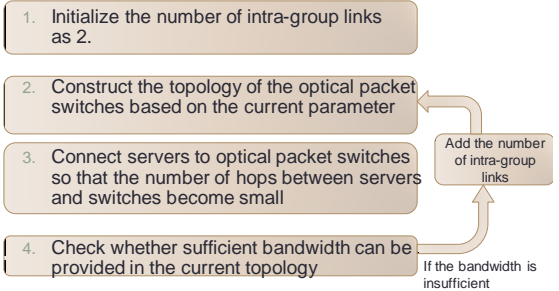 1. Initialize the number of intra-group links
as 2.
2. Construct the topology of the optical packet
switches based on the current parameter
3. Connect servers to optical packet switches
so that the number of hops between servers
and switches become small
4. Check whether sufficient bandwidth can be
provided in the current topology
Add the number
of intra-group
links
If the bandwidth is
insufficient